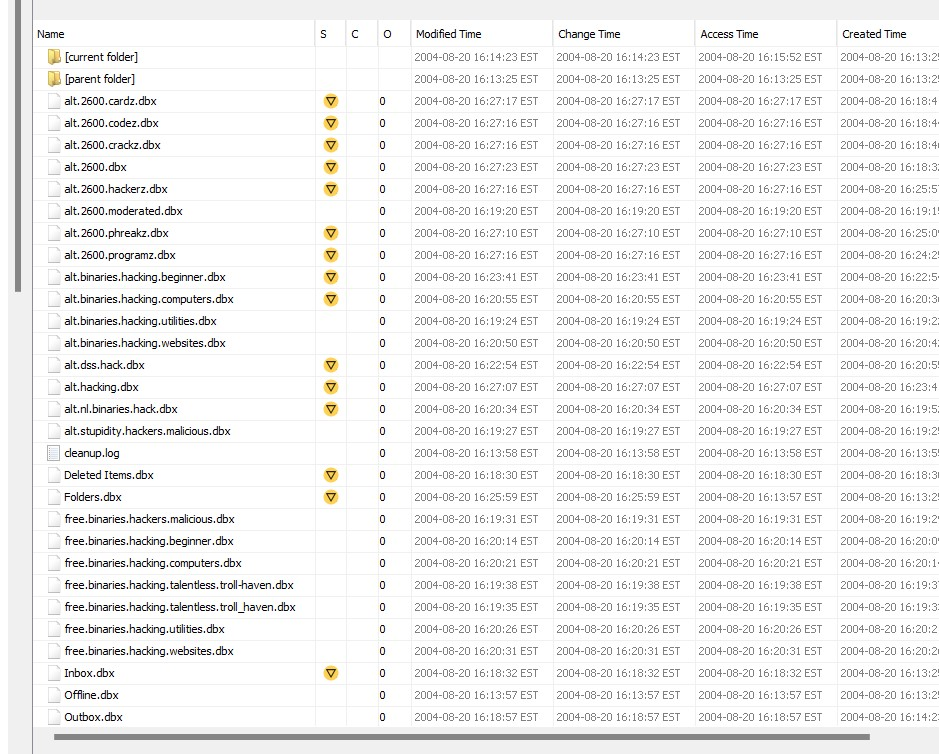 Name S C O Modified Time Change Time Access Time Created Time
[current folder] 2004-08-20 16:14:23 EST 2004-08-20 16:14:23 EST 2004-08-20 16:15:52 EST 2004-08-20 16:13:25
[parent folder] 2004-08-20 16:13:25 EST 2004-08-20 16:13:25 EST 2004-08-20 16:13:25 EST 2004-08-20 16:13:25
alt.2600.cardz.dbx 0 2004-08-20 16:27:17 EST 2004-08-20 16:27:17 EST 2004-08-20 16:27:17 EST 2004-08-20 16:18:4
alt.2600.codez.dbx 0 2004-08-20 16:27:16 EST 2004-08-20 16:27:16 EST 2004-08-20 16:27:16 EST 2004-08-20 16:18:4
alt.2600.crackz.dbx 0 2004-08-20 16:27:16 EST 2004-08-20 16:27:16 EST 2004-08-20 16:27:16 EST 2004-08-20 16:18:4
alt.2600.dbx 0 2004-08-20 16:27:23 EST 2004-08-20 16:27:23 EST 2004-08-20 16:27:23 EST 2004-08-20 16:18:3
alt.2600.hackerz.dbx 0 2004-08-20 16:27:16 EST 2004-08-20 16:27:16 EST 2004-08-20 16:27:16 EST 2004-08-20 16:25:5
alt.2600.moderated.dbx 0 2004-08-20 16:19:20 EST 2004-08-20 16:19:20 EST 2004-08-20 16:19:20 EST 2004-08-20 16:19:1
alt.2600.phreakz.dbx 0 2004-08-20 16:27:10 EST 2004-08-20 16:27:10 EST 2004-08-20 16:27:10 EST 2004-08-20 16:25:0
alt.2600.programz.dbx 0 2004-08-20 16:27:16 EST 2004-08-20 16:27:16 EST 2004-08-20 16:27:16 EST 2004-08-20 16:24:2
alt.binaries.hacking.beginner.dbx 0 2004-08-20 16:23:41 EST 2004-08-20 16:23:41 EST 2004-08-20 16:23:41 EST 2004-08-20 16:22:5
alt.binaries.hacking.computers.dbx 0 2004-08-20 16:20:55 EST 2004-08-20 16:20:55 EST 2004-08-20 16:20:55 EST 2004-08-20 16:20:3
alt.binaries.hacking.utilities.dbx 0 2004-08-20 16:19:24 EST 2004-08-20 16:19:24 EST 2004-08-20 16:19:24 EST 2004-08-20 16:19:2
alt.binaries.hacking.websites.dbx 0 2004-08-20 16:20:50 EST 2004-08-20 16:20:50 EST 2004-08-20 16:20:50 EST 2004-08-20 16:20:4
alt.dss.hack.dbx 0 2004-08-20 16:22:54 EST 2004-08-20 16:22:54 EST 2004-08-20 16:22:54 EST 2004-08-20 16:20:5
alt.hacking.dbx 0 2004-08-20 16:27:07 EST 2004-08-20 16:27:07 EST 2004-08-20 16:27:07 EST 2004-08-20 16:23:4
alt.nl.binaries.hack.dbx 0 2004-08-20 16:20:34 EST 2004-08-20 16:20:34 EST 2004-08-20 16:20:34 EST 2004-08-20 16:19:5
alt.stupidity.hackers.malicious.dbx 0 2004-08-20 16:19:27 EST 2004-08-20 16:19:27 EST 2004-08-20 16:19:27 EST 2004-08-20 16:19:2
cleanup.log 0 2004-08-20 16:13:58 EST 2004-08-20 16:13:58 EST 2004-08-20 16:13:58 EST 2004-08-20 16:13:5
Deleted Items.dbx 0 2004-08-20 16:18:30 EST 2004-08-20 16:18:30 EST 2004-08-20 16:18:30 EST 2004-08-20 16:18:3
Folders.dbx 0 2004-08-20 16:25:59 EST 2004-08-20 16:25:59 EST 2004-08-20 16:13:57 EST 2004-08-20 16:13:2
free.binaries.hackers.malicious.dbx 0 2004-08-20 16:19:31 EST 2004-08-20 16:19:31 EST 2004-08-20 16:19:31 EST 2004-08-20 16:19:2
free.binaries.hacking.beginner.dbx 0 2004-08-20 16:20:14 EST 2004-08-20 16:20:14 EST 2004-08-20 16:20:14 EST 2004-08-20 16:20:0
free.binaries.hacking.computers.dbx 0 2004-08-20 16:20:21 EST 2004-08-20 16:20:21 EST 2004-08-20 16:20:21 EST 2004-08-20 16:20:1
free.binaries.hacking.talentless.troll-haven.dbx 0 2004-08-20 16:19:38 EST 2004-08-20 16:19:38 EST 2004-08-20 16:19:38 EST 2004-08-20 16:19:3
free.binaries.hacking.talentless.troll_haven.dbx 0 2004-08-20 16:19:35 EST 2004-08-20 16:19:35 EST 2004-08-20 16:19:35 EST 2004-08-20 16:19:3
free.binaries.hacking.utilities.dbx 0 2004-08-20 16:20:26 EST 2004-08-20 16:20:26 EST 2004-08-20 16:20:26 EST 2004-08-20 16:20:2
free.binaries.hacking.websites.dbx 0 2004-08-20 16:20:31 EST 2004-08-20 16:20:31 EST 2004-08-20 16:20:31 EST 2004-08-20 16:20:2
Inbox.dbx 0 2004-08-20 16:18:32 EST 2004-08-20 16:18:32 EST 2004-08-20 16:18:32 EST 2004-08-20 16:13:2
Offline.dbx 0 2004-08-20 16:13:57 EST 2004-08-20 16:13:57 EST 2004-08-20 16:13:57 EST 2004-08-20 16:13:2
Outbox.dbx 0 2004-08-20 16:18:57 EST 2004-08-20 16:18:57 EST 2004-08-20 16:18:57 EST 2004-08-20 16:14:2